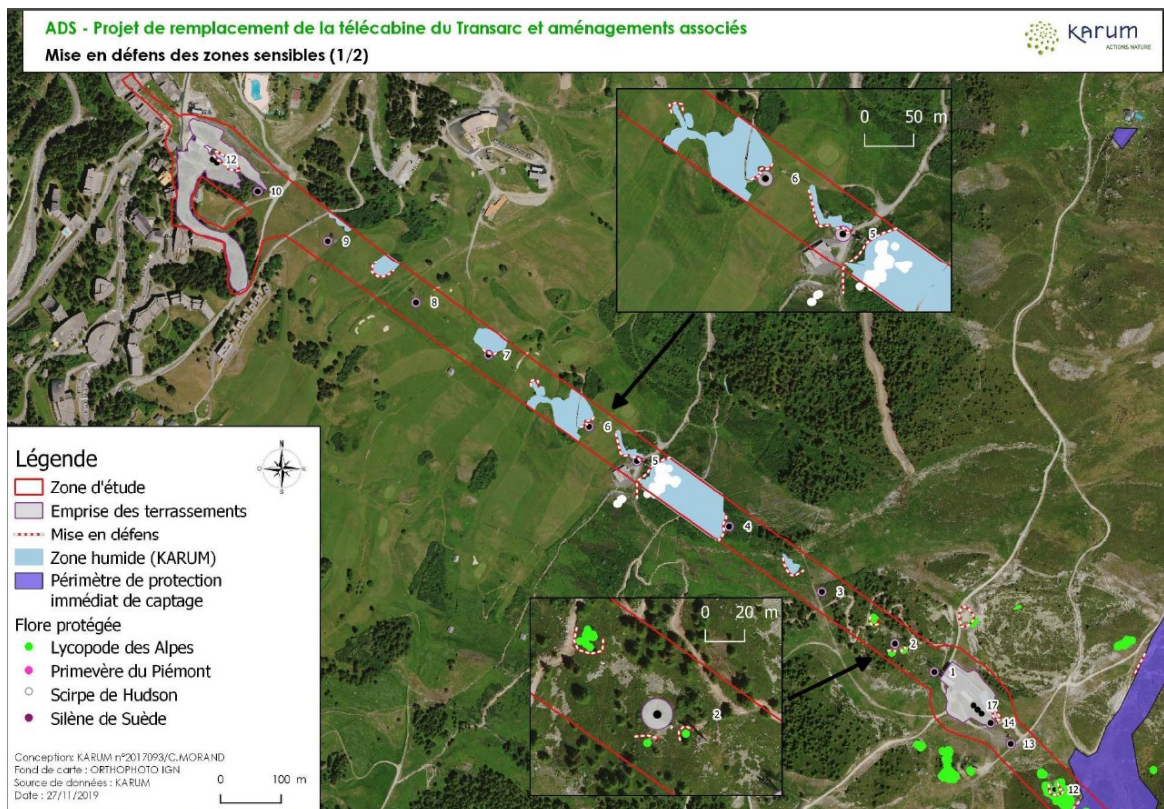 ADS - Projet de remplacement de la télécabine du Transarc et aménagements associés
Mise en défens des zones sensibles (1/2)
KARUM
ACTIONS NATURE
0 50 m
6
5
12
10
9
8
7
6
5
4
3
2
1
17
14
13
12
0 20 m
2
Légende
N
O E
S
Zone d'étude
Emprise des terrassements
Mise en défens
Zone humide (KARUM)
Périmètre de protection
immédiat de captage
Flore protégée
Lycopode des Alpes
Primevère du Piémont
Scirpe de Hudson
Silène de Suède
Conception: KARUM n°2017093/C.MORAND
Fond de carte : ORTHOPHOTO IGN
Source de données : KARUM
Date : 27/11/2019
0 100 m